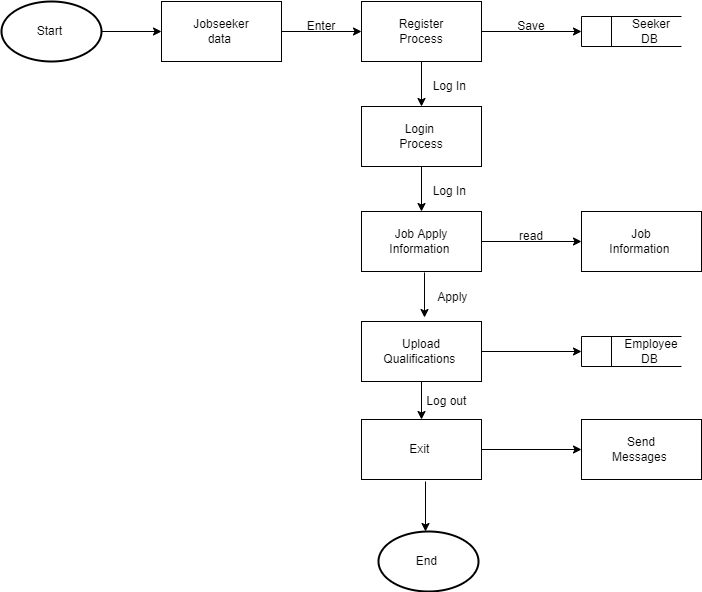 Start
Jobseeker
data
Enter
Register
Process
Save
Seeker
DB
Log In
Login
Process
Log In
Job Apply
Information
read
Job
Information
Apply
Upload
Qualifications
Employee
DB
Log out
Exit
Send
Messages
End